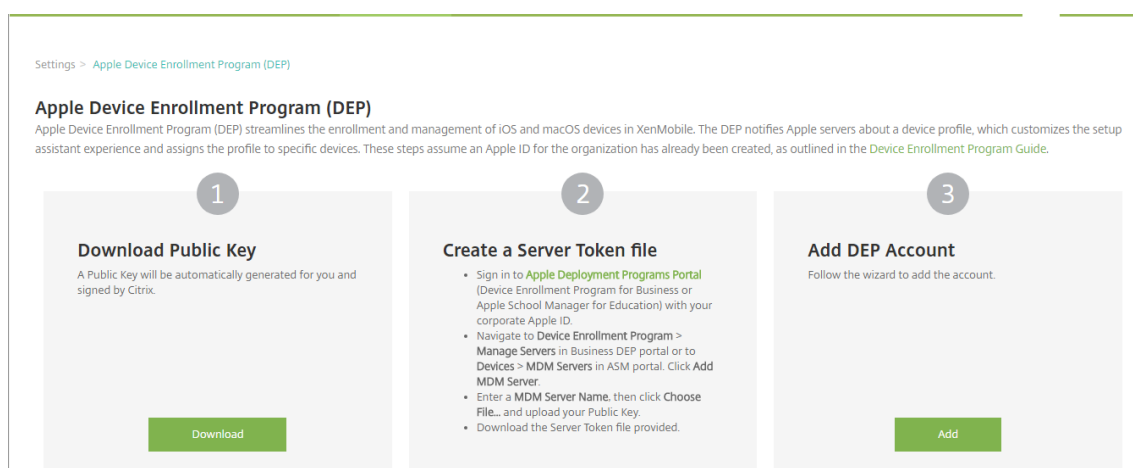 Settings > Apple Device Enrollment Program (DEP)
Apple Device Enrollment Program (DEP)
Apple Device Enrollment Program (DEP) streamlines the enrollment and management of iOS and macOS devices in XenMobile. The DEP notifies Apple servers about a device profile, which customizes the setup
assistant experience and assigns the profile to specific devices. These steps assume an Apple ID for the organization has already been created, as outlined in the Device Enrollment Program Guide.
1
Download Public Key
A Public Key will be automatically generated for you and
signed by Citrix.
Download
2
Create a Server Token file
• Sign in to Apple Deployment Programs Portal
(Device Enrollment Program for Business or
Apple School Manager for Education) with your
corporate Apple ID.
• Navigate to Device Enrollment Program >
Manage Servers in Business DEP portal or to
Devices > MDM Servers in ASM portal. Click Add
MDM Server.
• Enter a MDM Server Name. then click Choose
File... and upload your Public Key.
• Download the Server Token file provided.
3
Add DEP Account
Follow the wizard to add the account.
Add